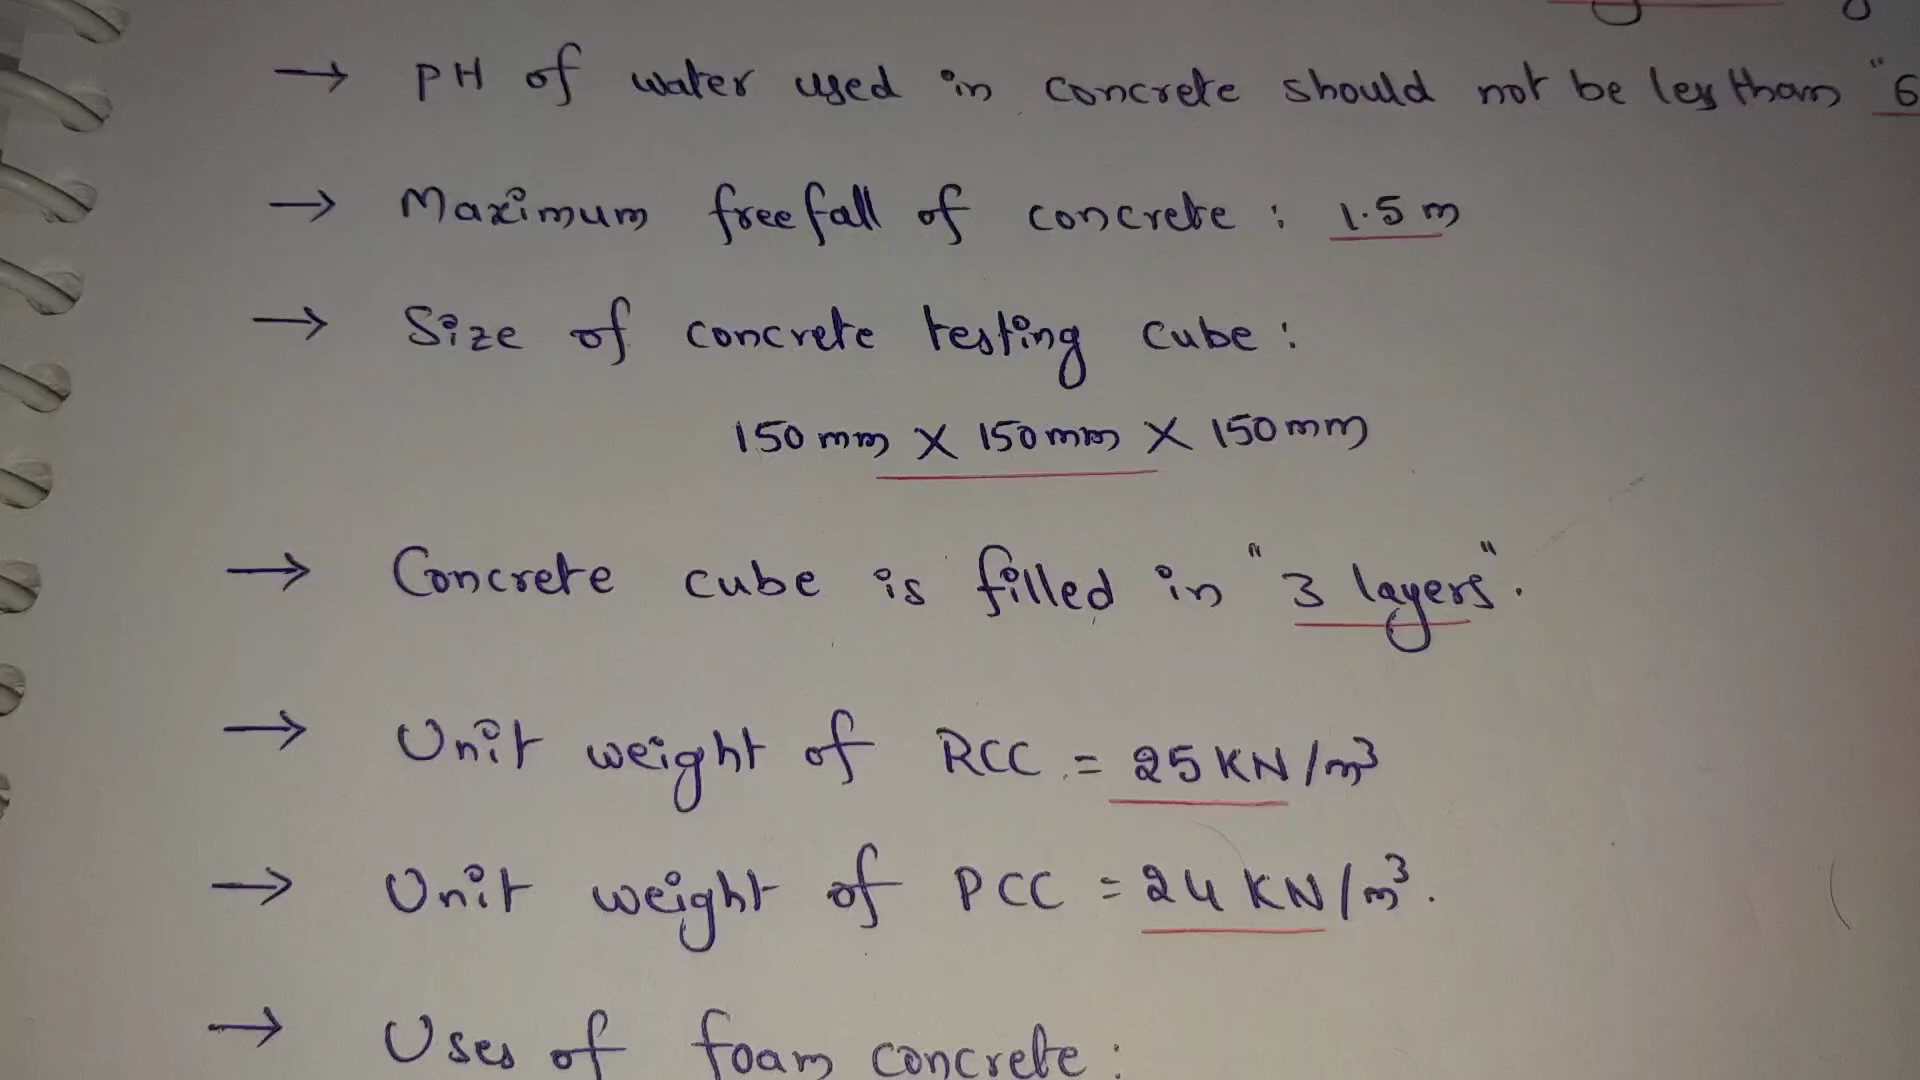 → PH of water used in concrete should not be less than "6
→ Maximum free fall of concrete : 1.5 m
→ Size of concrete testing cube :
150 mm X 150 mm X 150 mm
→ Concrete cube is filled in "3 layers".
→ Unit weight of RCC = 25 KN/m³
→ Unit weight of PCC = 24 KN/m³.
→ Uses of foam concrete :